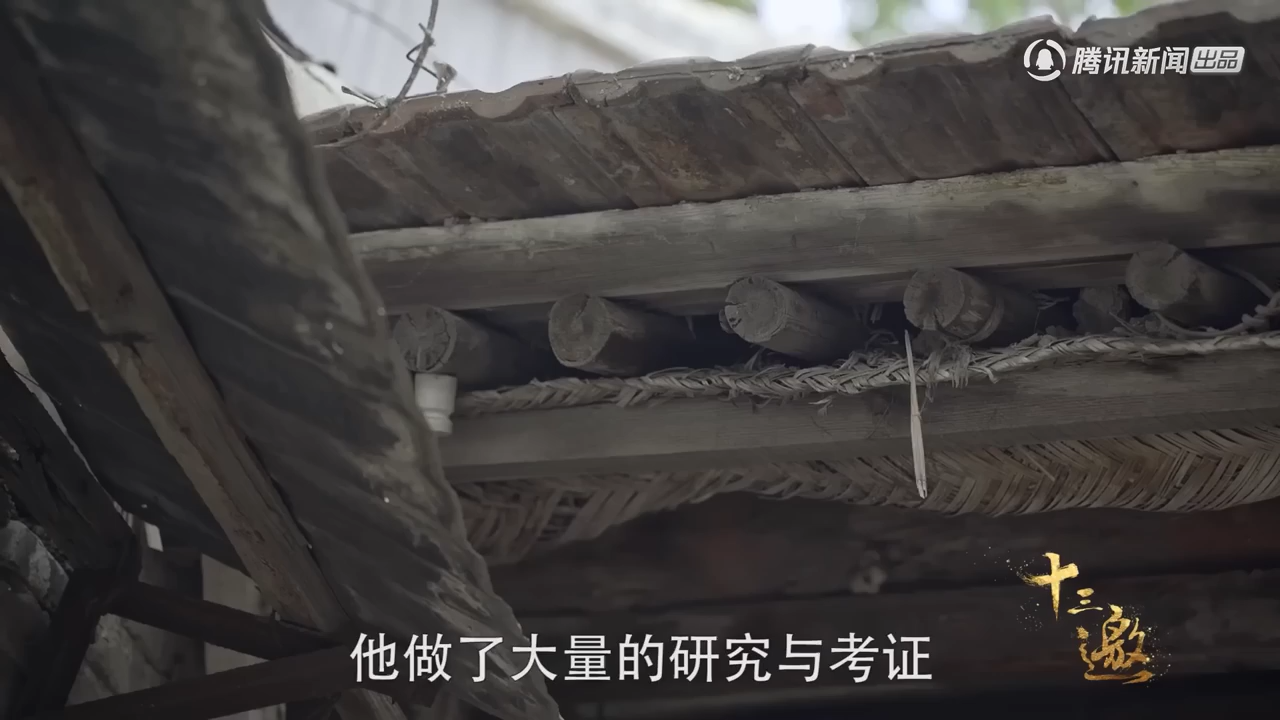 腾讯新闻出品
十三邀
他做了大量的研究与考证